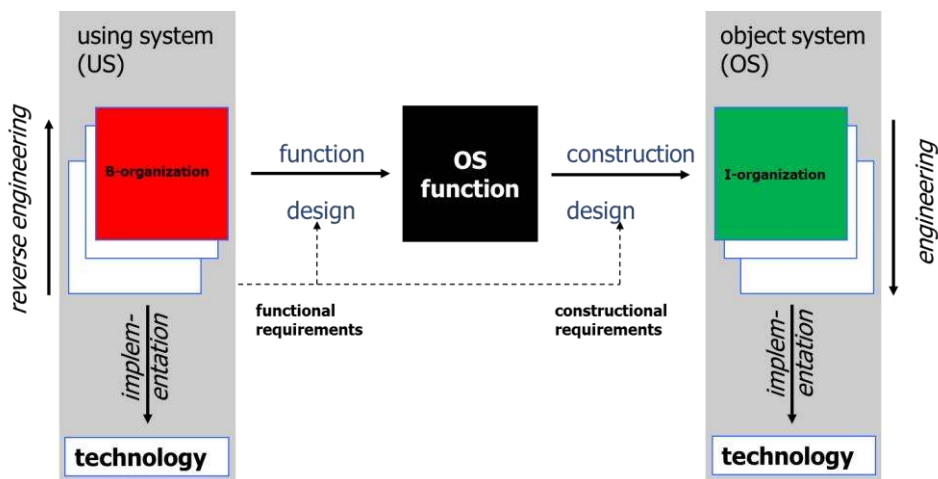 using system
(US)
object system
(OS)
reverse engineering
B-organization
function
design
OS
function
construction
design
I-organization
engineering
functional
requirements
constructional
requirements
implem-
entation
implem-
entation
technology
technology